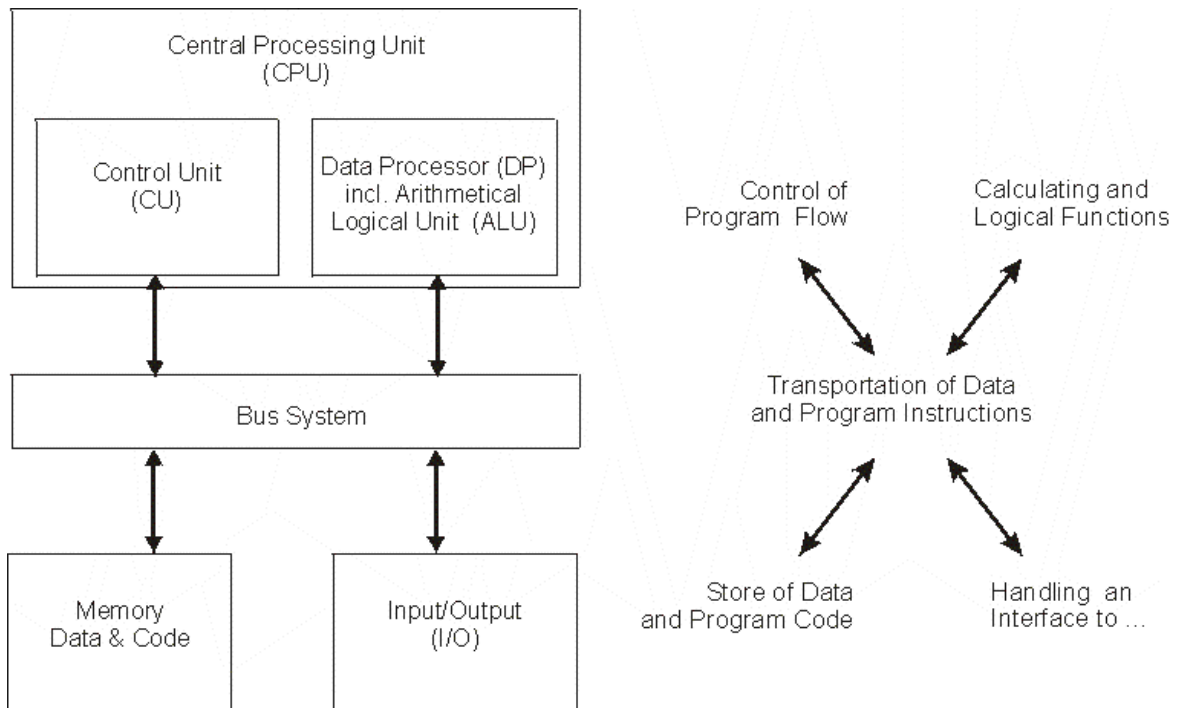 Central Processing Unit
(CPU)
Control Unit
(CU)
Data Processor (DP)
incl. Arithmetical
Logical Unit (ALU)
Bus System
Memory
Data & Code
Input/Output
(I/O)
Control of
Program Flow
Calculating and
Logical Functions
Transportation of Data
and Program Instructions
Store of Data
and Program Code
Handling an
Interface to ...